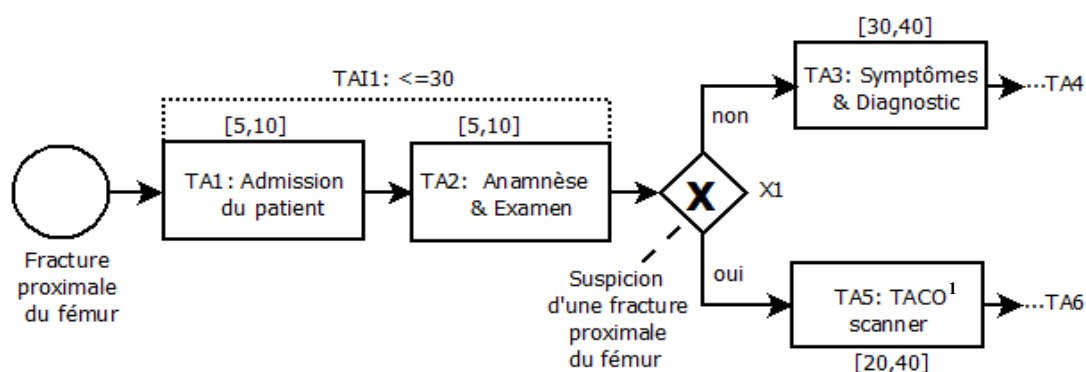 [30,40]
TAI1: <=30
TA3: Symptômes
& Diagnostic
...TA4
[5,10]
[5,10]
non
TA1: Admission
du patient
TA2: Anamnèse
& Examen
X
X1
Fracture
proximale
du fémur
Suspicion
d'une fracture
proximale
du fémur
oui
TA5: TACO¹
scanner
...TA6
[20,40]